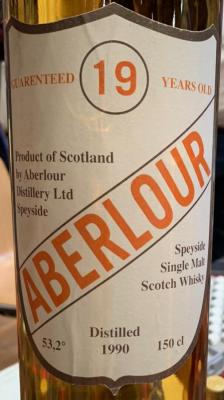 GUARENTEED 19 YEARS OLD
Product of Scotland
by Aberlour
Distillery Ltd
Speyside
ABERLOUR
Speyside
Single Malt
Scotch Whisky
53,2° Distilled 150 cl
1990